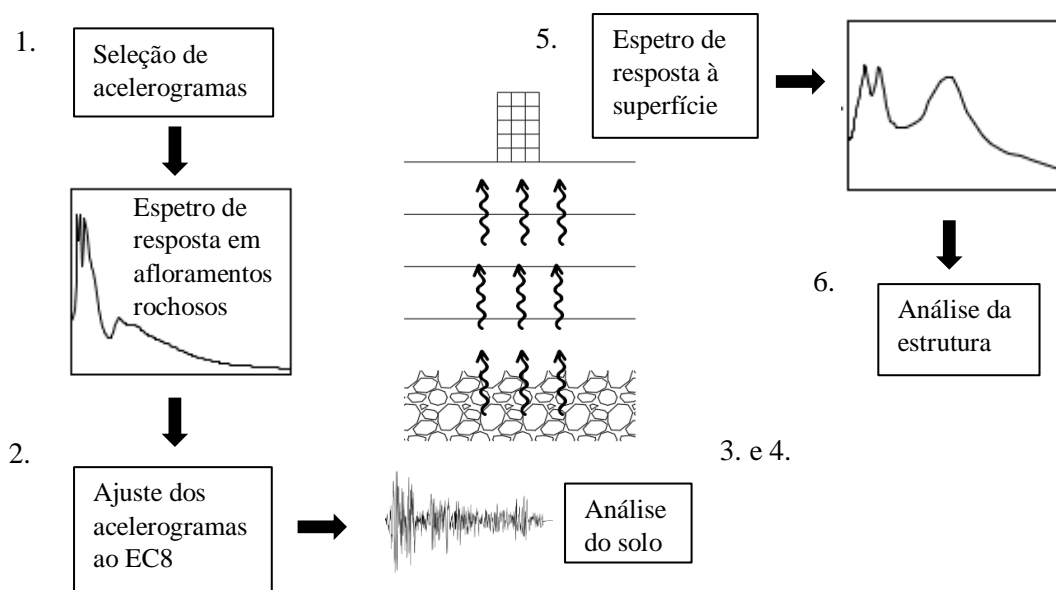 1.
Seleção de
acelerogramas
Espetro de
resposta em
afloramentos
rochosos
2.
Ajuste dos
acelerogramas
ao EC8
3. e 4.
Análise
do solo
5.
Espetro de
resposta à
superfície
6.
Análise da
estrutura